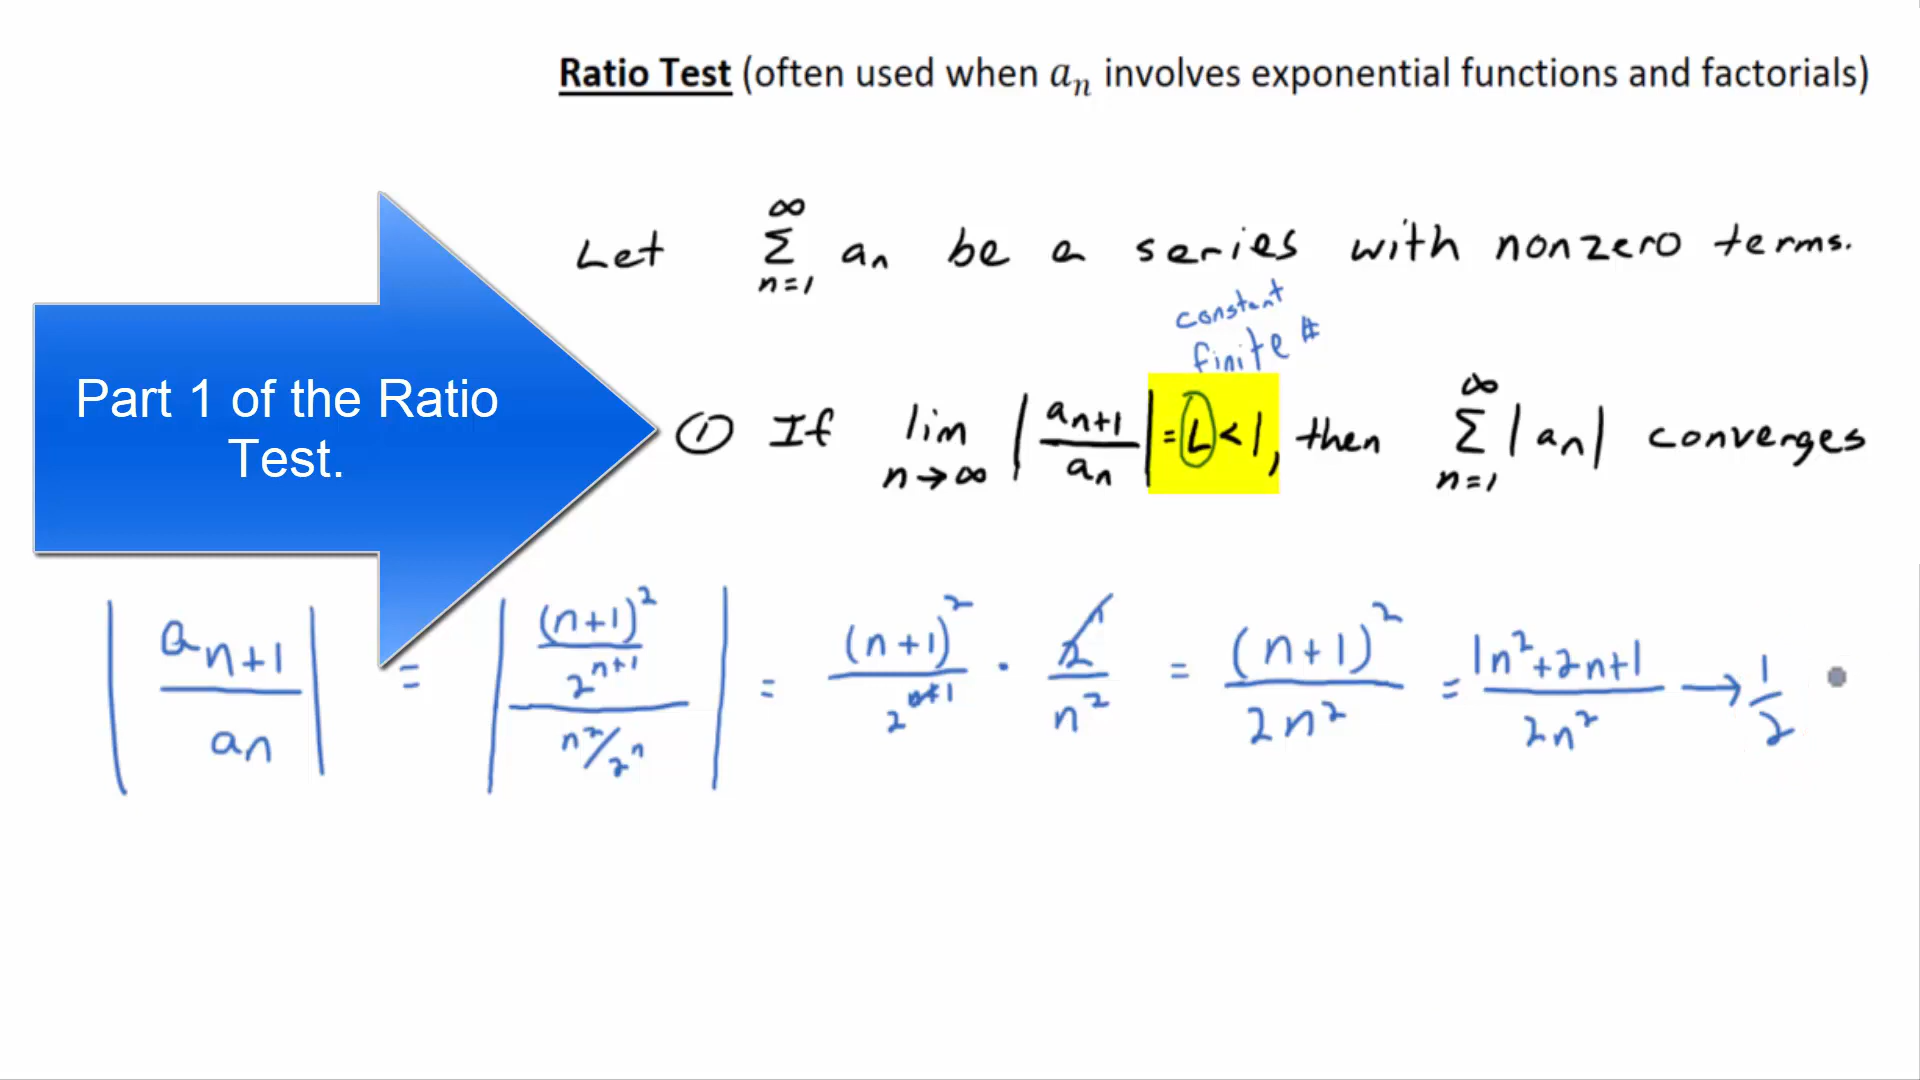 Ratio Test (often used when aₙ involves exponential functions and factorials)
Let ∑_{n=1}^{∞} aₙ be a series with nonzero terms.
constant
finite #
Part 1 of the Ratio
Test.
① If lim_{n→∞} |aₙ₊₁/aₙ| = L < 1, then ∑_{n=1}^{∞} |aₙ| converges
|aₙ₊₁/aₙ| = |((n+1)²/2ⁿ⁺¹)/(n²/2ⁿ)| = (n+1)²/2ⁿ⁺¹ · 2ⁿ/n² = (n+1)²/2n² = 1n²+2n+1/2n² → 1/2